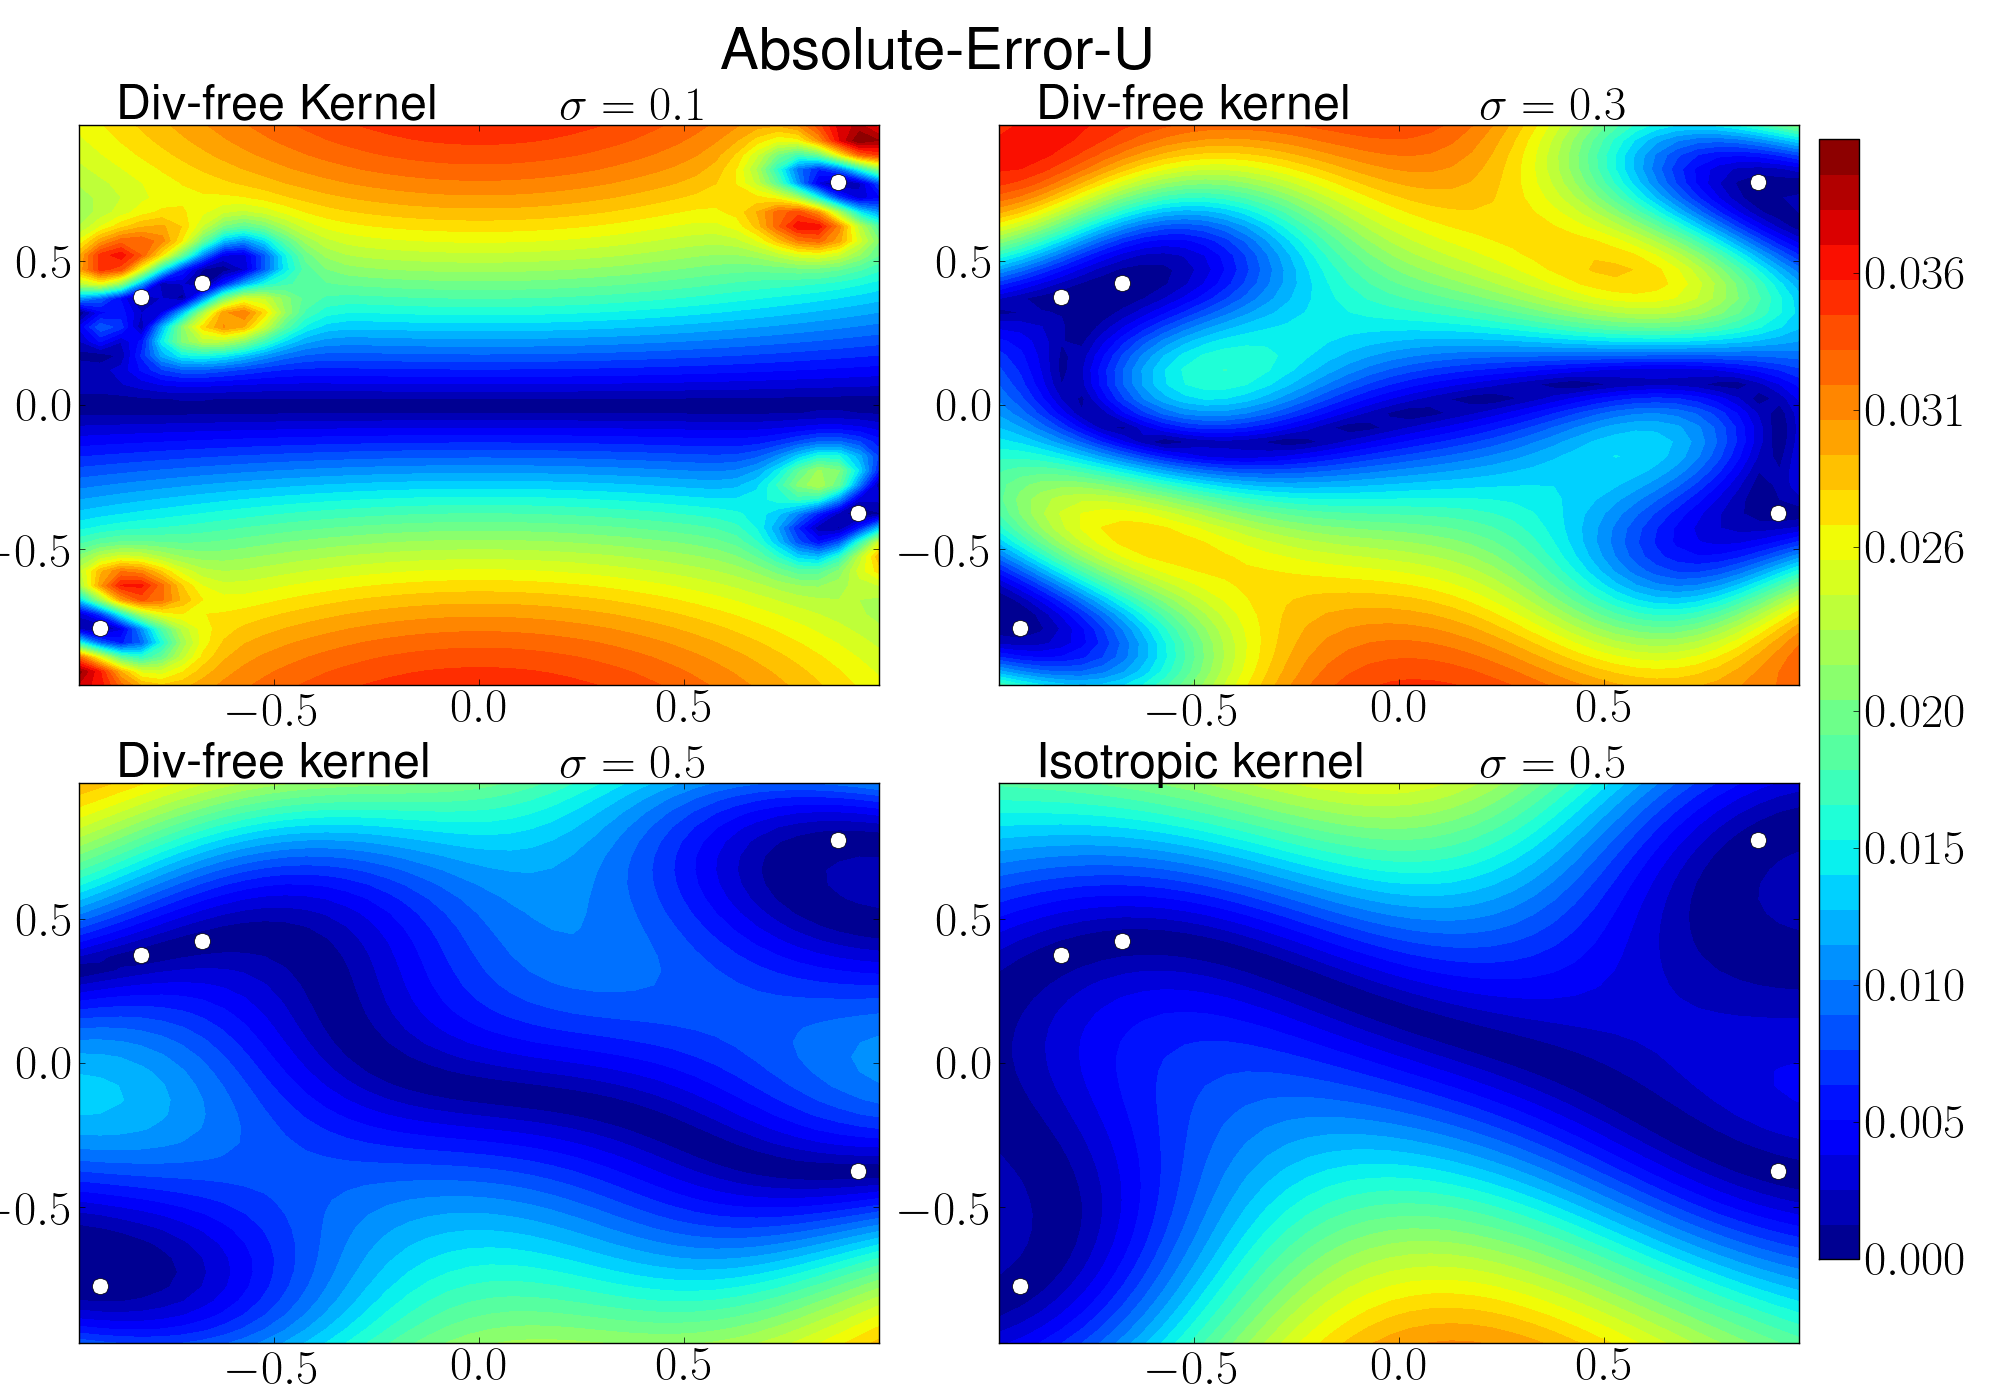 Absolute-Error-U
Div-free Kernel σ = 0.1
Div-free kernel σ = 0.3
0.5
0.0
−0.5
−0.5 0.0 0.5
0.5
0.0
−0.5
−0.5 0.0 0.5
Div-free kernel σ = 0.5
Isotropic kernel σ = 0.5
0.5
0.0
−0.5
−0.5 0.0 0.5
0.5
0.0
−0.5
−0.5 0.0 0.5
0.036
0.031
0.026
0.020
0.015
0.010
0.005
0.000